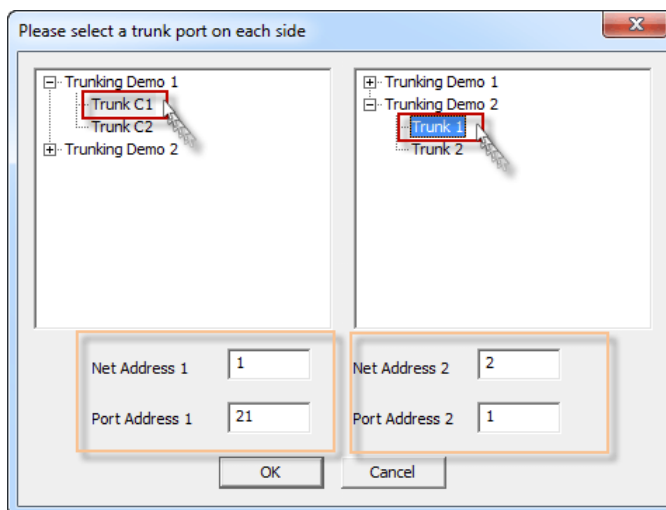 Please select a trunk port on each side
Trunking Demo 1
Trunk C1
Trunk C2
Trunking Demo 2
Trunking Demo 1
Trunking Demo 2
Trunk 1
Trunk 2
Net Address 1
1
Port Address 1
21
Net Address 2
2
Port Address 2
1
OK
Cancel